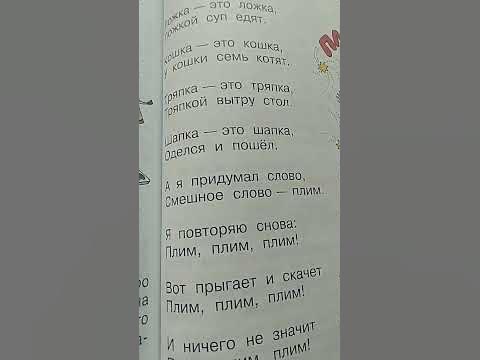 Ложка — это ложка,
Ложкой суп едят.
Кошка — это кошка,
У кошки семь котят.
Тряпка — это тряпка,
Тряпкой вытру стол.
Шапка — это шапка,
Оделся и пошёл.
А я придумал слово,
Смешное слово — плим.
Я повторяю снова:
Плим, плим, плим!
Вот прыгает и скачет
Плим, плим, плим!
И ничего не значит
плим, плим!